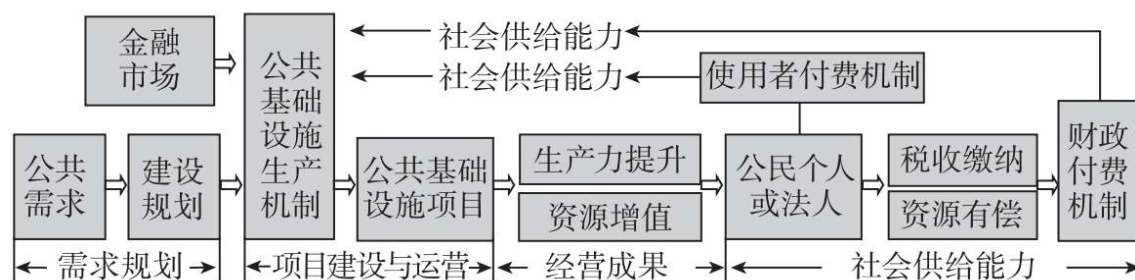 金融
市场
公共
基础
设施
生产
机制
社会供给能力
社会供给能力
使用者付费机制
公共
需求
建设
规划
公共基础
设施项目
生产力提升
资源增值
公民个人
或法人
税收缴纳
资源有偿
财政
付费
机制
需求规划
项目建设与运营
经营成果
社会供给能力